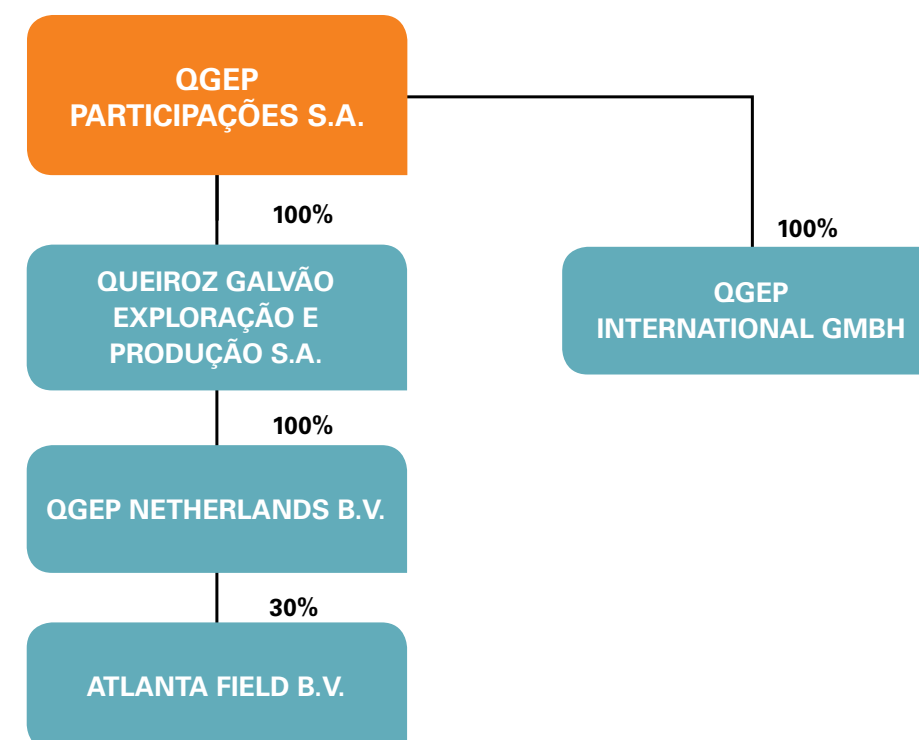 QGEP
PARTICIPAÇÕES S.A.
100%
100%
QUEIROZ GALVÃO
EXPLORAÇÃO E
PRODUÇÃO S.A.
QGEP
INTERNATIONAL GMBH
100%
QGEP NETHERLANDS B.V.
30%
ATLANTA FIELD B.V.